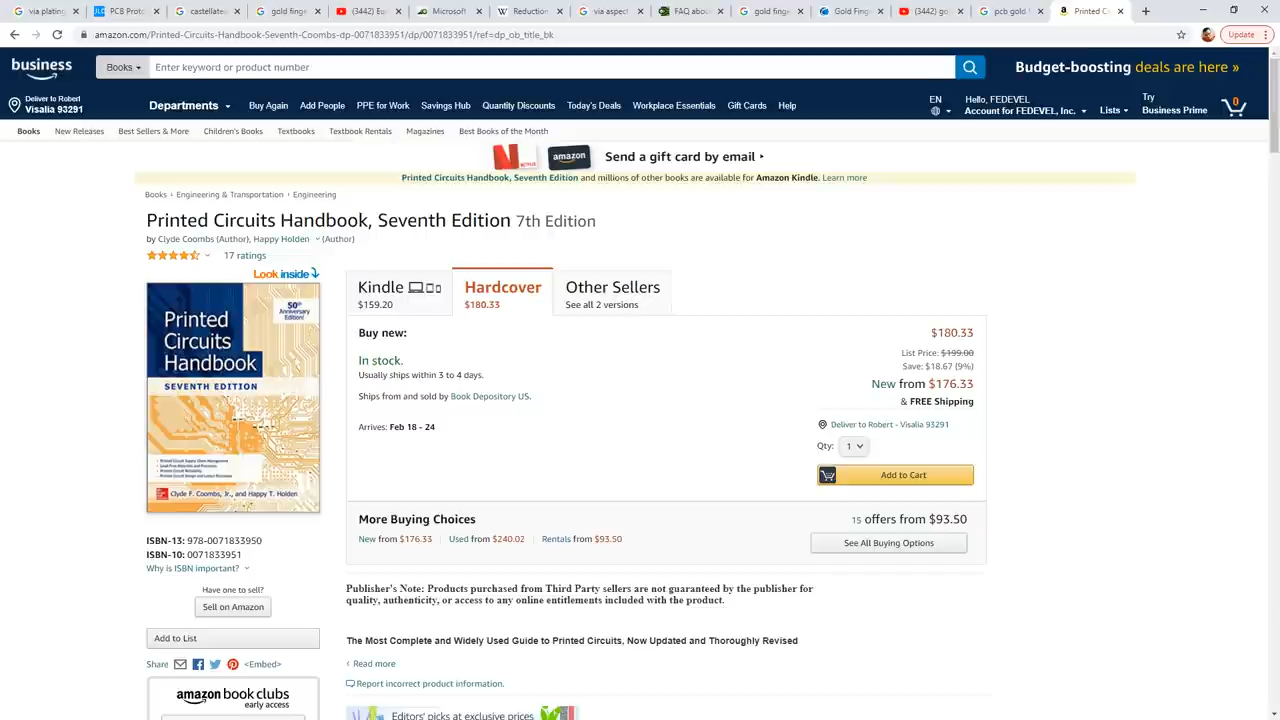 via plating
PCB Proto
castellated
gold finge
(3442) Eu
Microsoft
Reduction
via aspect
FAQ abou
gold finge
Gold Finge
(3442) go
pcb gold
Printed Ci
amazon.com/Printed-Circuits-Handbook-Seventh-Coombs-dp-0071833951/dp/0071833951/ref=dp_ob_title_bk
Update
business
Books
Enter keyword or product number
Budget-boosting deals are here »
Deliver to Robert
Visalia 93291
Departments
Buy Again
Add People
PPE for Work
Savings Hub
Quantity Discounts
Today's Deals
Workplace Essentials
Gift Cards
Help
EN
Hello, FEDEVEL
Account for FEDEVEL, Inc.
Lists
Try
Business Prime
0
Books
New Releases
Best Sellers & More
Children's Books
Textbooks
Textbook Rentals
Magazines
Best Books of the Month
NETFLIX
amazon
Send a gift card by email
Printed Circuits Handbook, Seventh Edition and millions of other books are available for Amazon Kindle. Learn more
Books › Engineering & Transportation › Engineering
Printed Circuits Handbook, Seventh Edition 7th Edition
by Clyde Coombs (Author), Happy Holden (Author)
17 ratings
Look inside
50th
Anniversary
Edition!
Printed
Circuits
Handbook
SEVENTH EDITION
Clyde F. Coombs, Jr., and Happy T. Holden
Kindle
$159.20
Hardcover
$180.33
Other Sellers
See all 2 versions
Buy new:
$180.33
In stock.
Usually ships within 3 to 4 days.
Ships from and sold by Book Depository US.
Arrives: Feb 18 - 24
List Price: $199.00
Save: $18.67 (9%)
New from $176.33
& FREE Shipping
Deliver to Robert - Visalia 93291
Qty: 1
Add to Cart
More Buying Choices
15 offers from $93.50
New from $176.33
Used from $240.02
Rentals from $93.50
See All Buying Options
ISBN-13: 978-0071833950
ISBN-10: 0071833951
Why is ISBN important?
Have one to sell?
Sell on Amazon
Add to List
Share
<Embed>
amazon book clubs
early access
Publisher's Note: Products purchased from Third Party sellers are not guaranteed by the publisher for
quality, authenticity, or access to any online entitlements included with the product.
The Most Complete and Widely Used Guide to Printed Circuits, Now Updated and Thoroughly Revised
‹ Read more
Report incorrect product information.
Editors' picks at exclusive prices